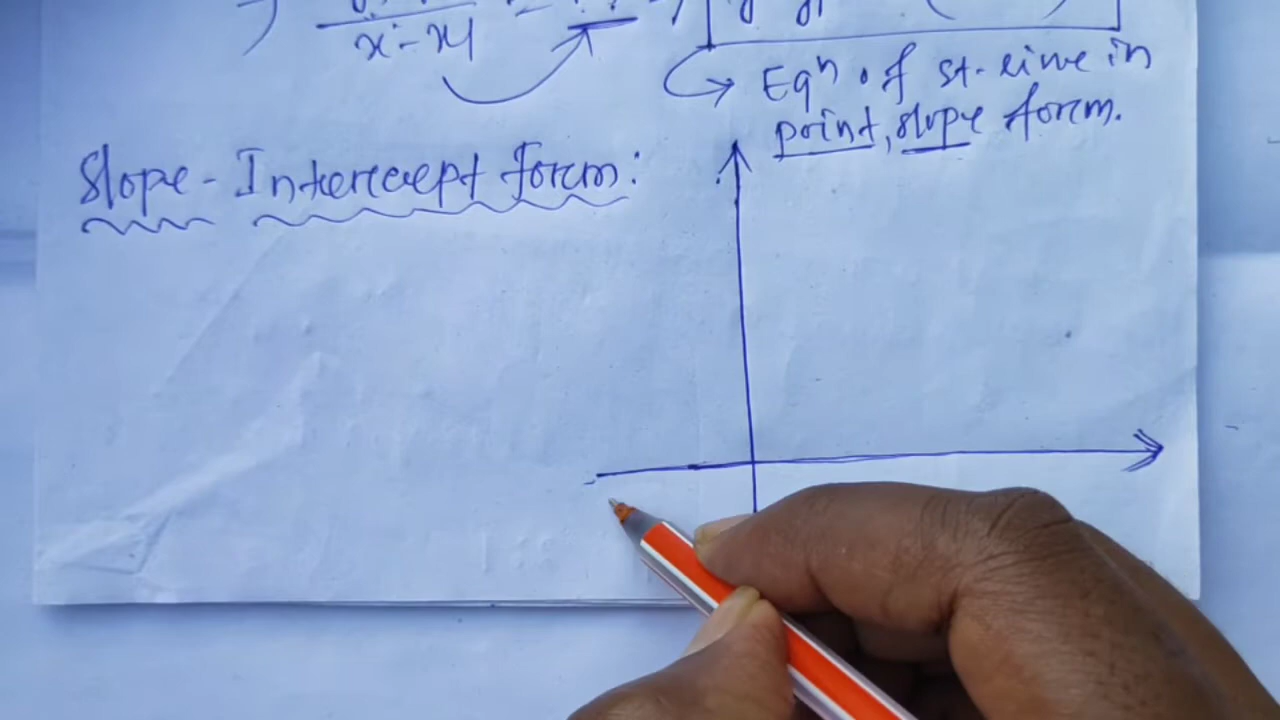 x - x1
Eqn of st. line in
point, slope form.
Slope - Intercept form: